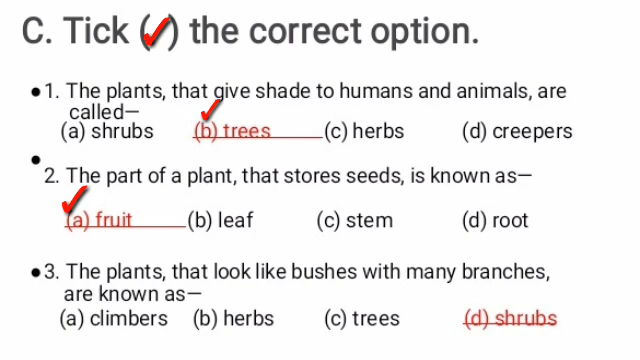 C. Tick (✓) the correct option.
●1. The plants, that give shade to humans and animals, are
called—
(a) shrubs (b) trees (c) herbs (d) creepers
●
2. The part of a plant, that stores seeds, is known as—
(a) fruit (b) leaf (c) stem (d) root
●3. The plants, that look like bushes with many branches,
are known as—
(a) climbers (b) herbs (c) trees (d) shrubs